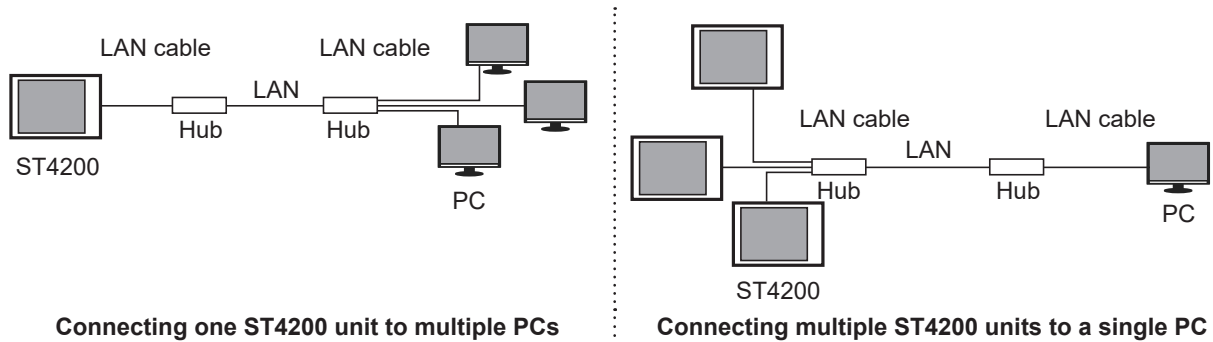 LAN cable
LAN cable
LAN
Hub
Hub
ST4200
PC
Connecting one ST4200 unit to multiple PCs
LAN cable
LAN cable
LAN
Hub
Hub
PC
ST4200
Connecting multiple ST4200 units to a single PC